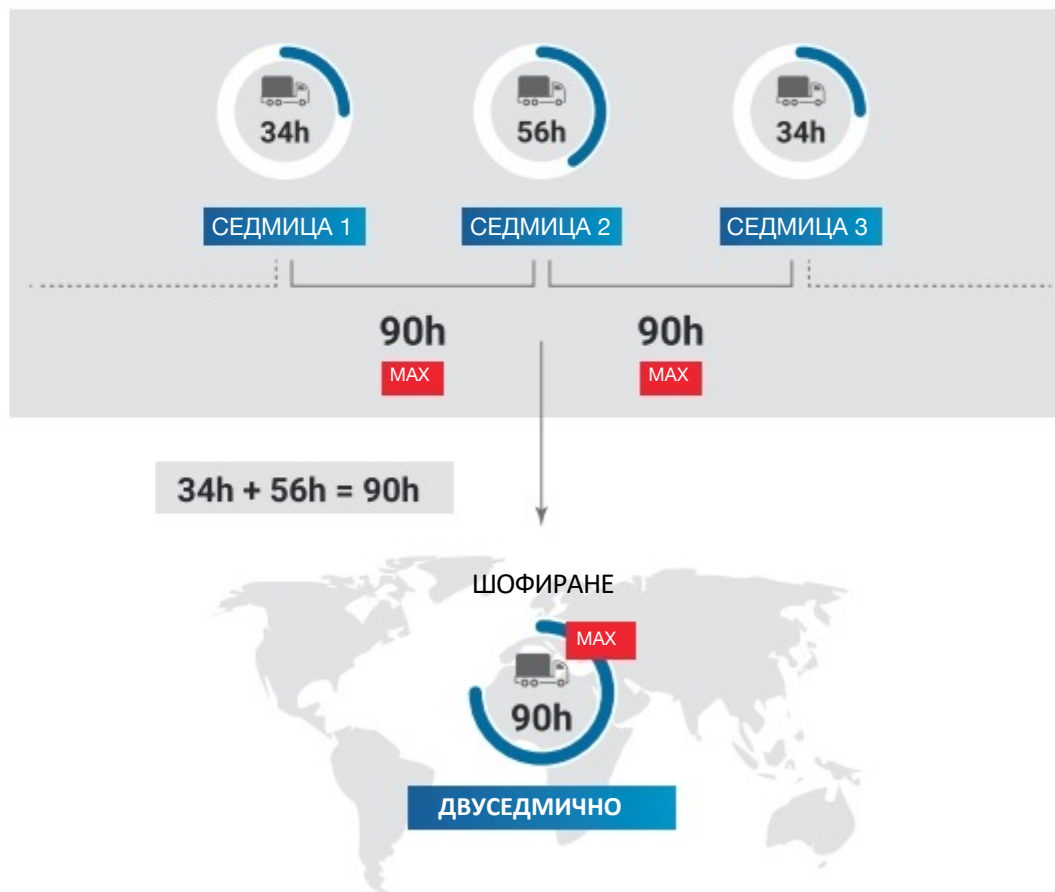 34h
56h
34h
СЕДМИЦА 1
СЕДМИЦА 2
СЕДМИЦА 3
90h
90h
MAX
MAX
34h + 56h = 90h
ШОФИРАНЕ
MAX
90h
ДВУСЕДМИЧНО